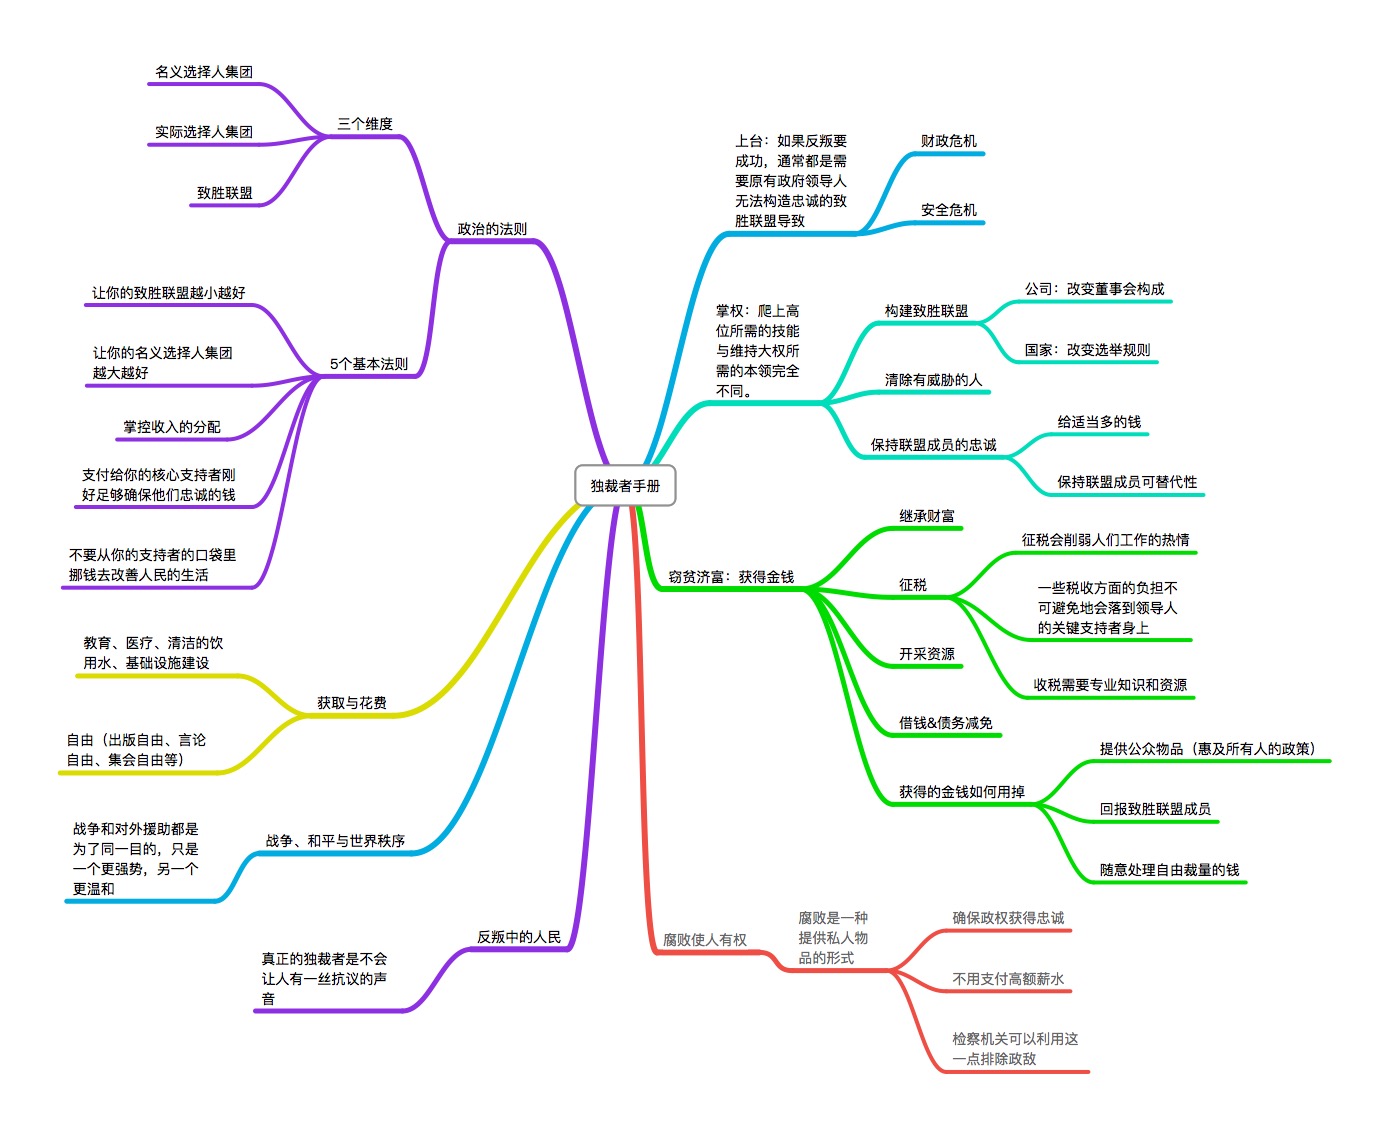 独裁者手册
政治的法则
三个维度
名义选择人集团
实际选择人集团
致胜联盟
5个基本法则
让你的致胜联盟越小越好
让你的名义选择人集团
越大越好
掌控收入的分配
支付给你的核心支持者刚
好足够确保他们忠诚的钱
不要从你的支持者的口袋里
挪钱去改善人民的生活
上台：如果反叛要
成功，通常都是需
要原有政府领导人
无法构造忠诚的致
胜联盟导致
财政危机
安全危机
掌权：爬上高
位所需的技能
与维持大权所
需的本领完全
不同。
构建致胜联盟
公司：改变董事会构成
国家：改变选举规则
清除有威胁的人
保持联盟成员的忠诚
给适当多的钱
保持联盟成员可替代性
窃贫济富：获得金钱
继承财富
征税
征税会削弱人们工作的热情
一些税收方面的负担不
可避免地会落到领导人
的关键支持者身上
收税需要专业知识和资源
开采资源
借钱&债务减免
获得的金钱如何用掉
提供公众物品（惠及所有人的政策）
回报致胜联盟成员
随意处理自由裁量的钱
腐败使人有权
腐败是一种
提供私人物
品的形式
确保政权获得忠诚
不用支付高额薪水
检察机关可以利用这
一点排除政敌
获取与花费
教育、医疗、清洁的饮
用水、基础设施建设
自由（出版自由、言论
自由、集会自由等）
战争、和平与世界秩序
战争和对外援助都是
为了同一目的，只是
一个更强势，另一个
更温和
反叛中的人民
真正的独裁者是不会
让人有一丝抗议的声
音